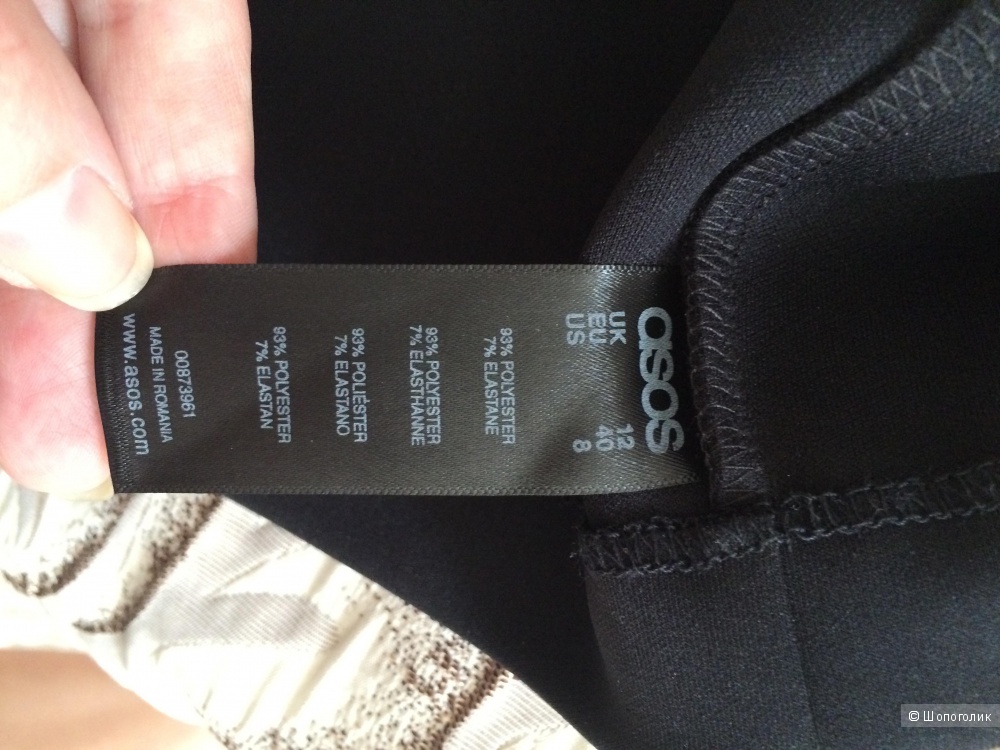 asos
UK 12
EU 40
US 8
93% POLYESTER
7% ELASTANE
93% POLYESTER
7% ELASTHANNE
93% POLIÉSTER
7% ELASTANO
93% POLYESTER
7% ELASTAN
00873961
MADE IN ROMANIA
www.asos.com
© Шопоголик